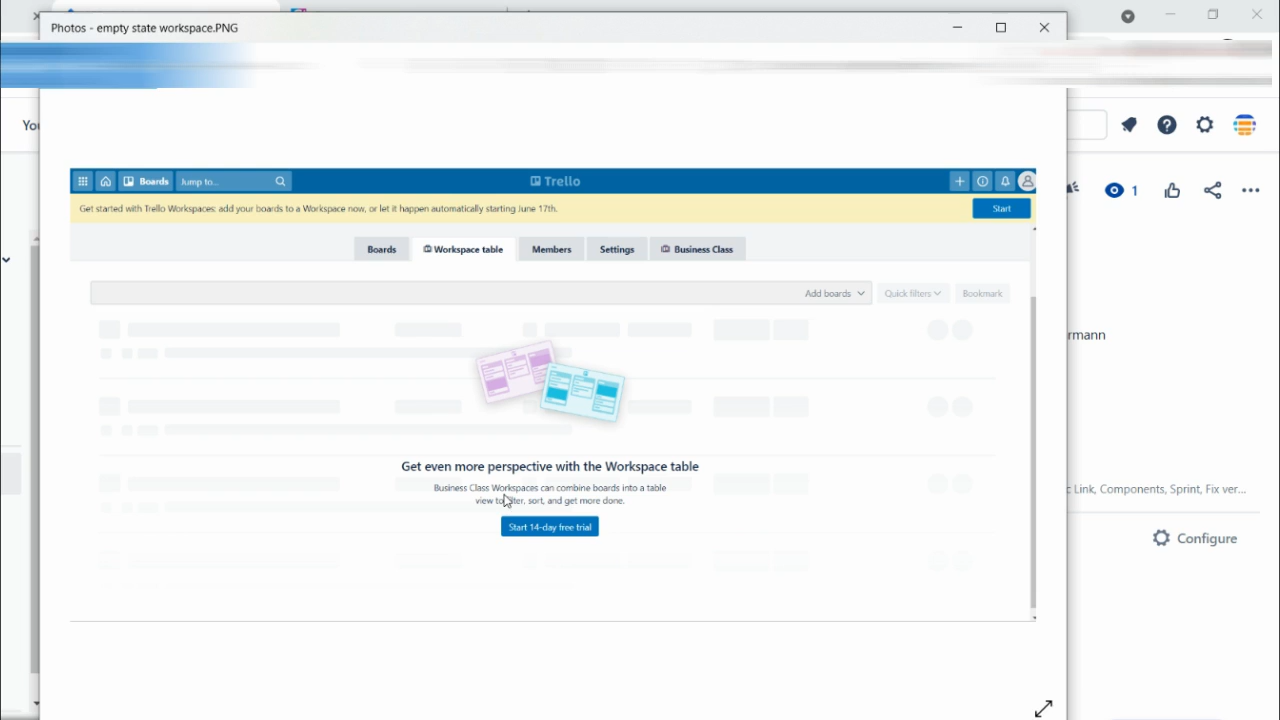 Photos - empty state workspace.PNG
You
Boards
Jump to...
Trello
1
Get started with Trello Workspaces: add your boards to a Workspace now, or let it happen automatically starting June 17th.
Start
Boards
Workspace table
Members
Settings
Business Class
Add boards
Quick filters
Bookmark
rmann
Get even more perspective with the Workspace table
Business Class Workspaces can combine boards into a table
view to filter, sort, and get more done.
Link, Components, Sprint, Fix ver...
Start 14-day free trial
Configure